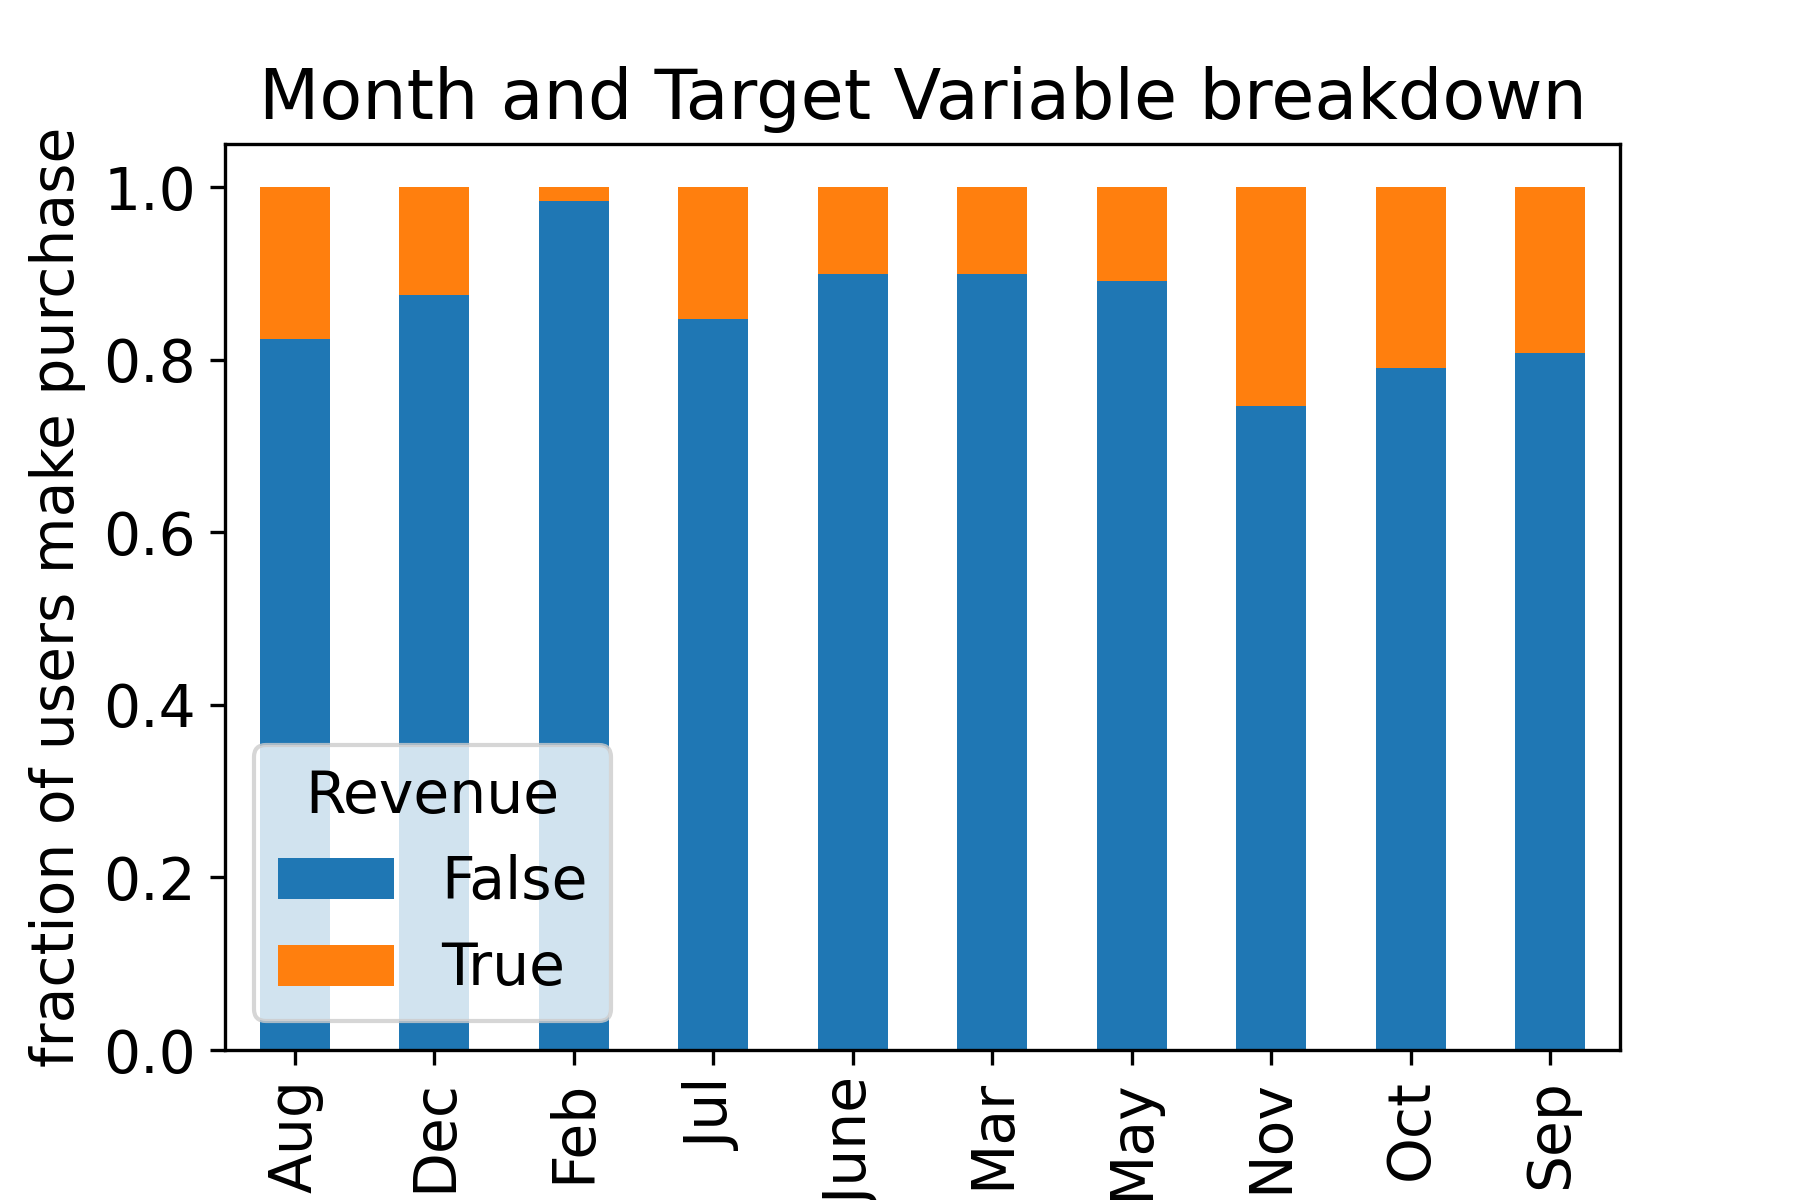 Month and Target Variable breakdown
fraction of users make purchase
1.0
0.8
0.6
0.4
0.2
0.0
Revenue
False
True
Aug
Dec
Feb
Jul
June
Mar
May
Nov
Oct
Sep